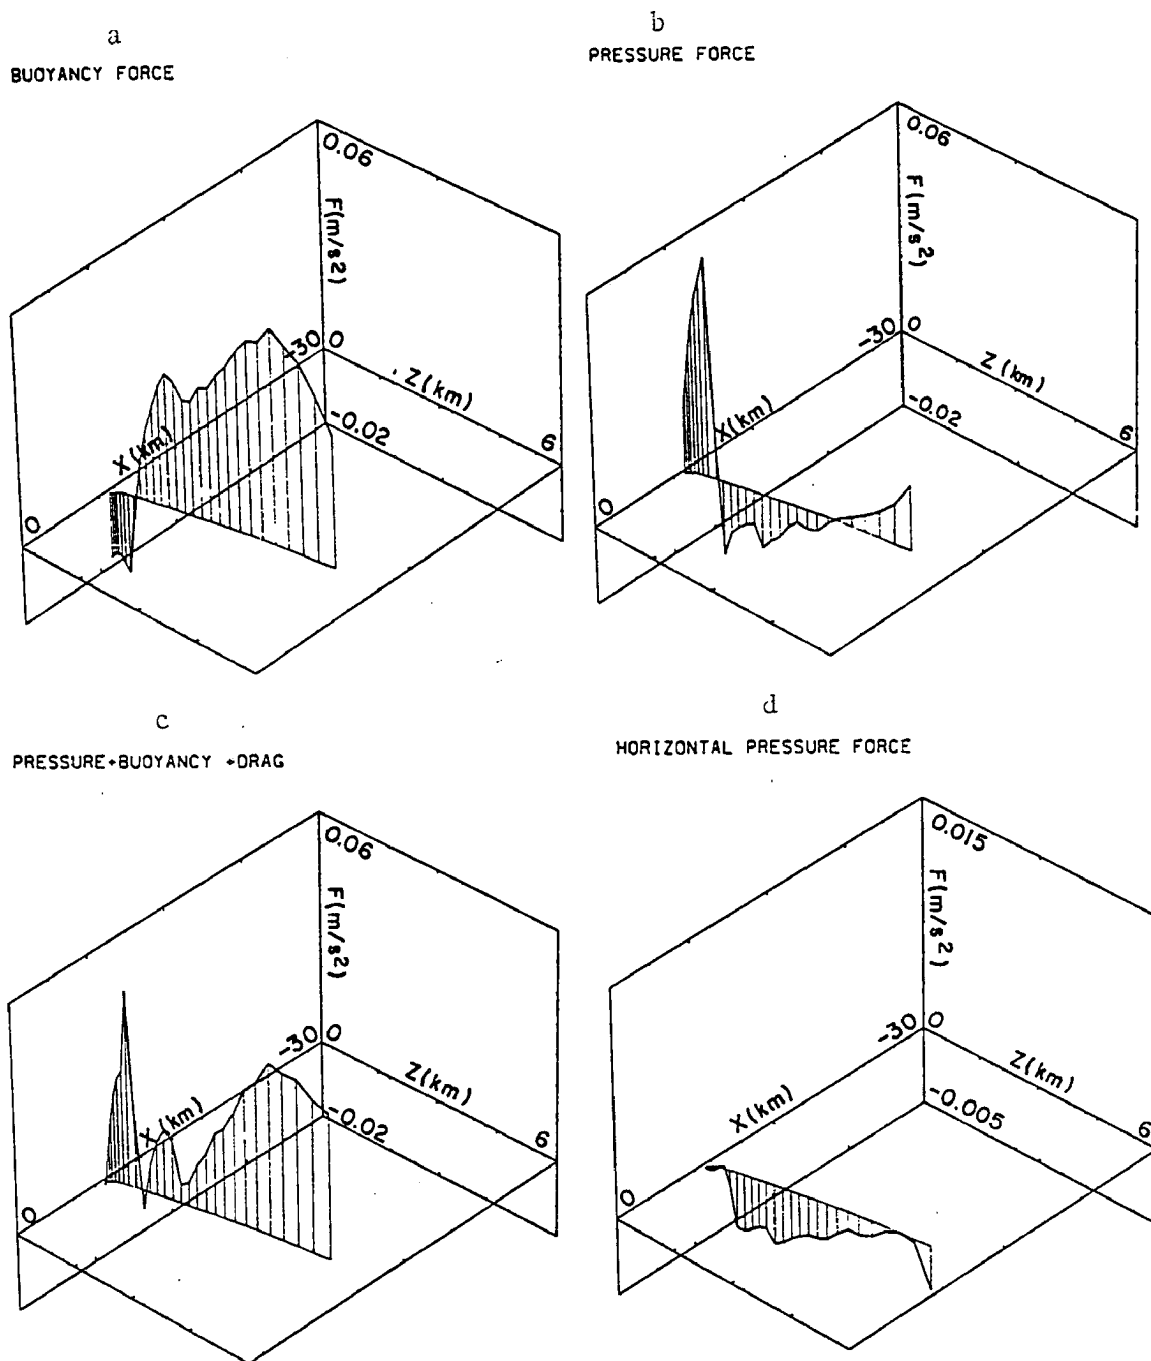 a
BUOYANCY FORCE
0.06
F(m/s2)
-30 0
Z(km)
X(km)
-0.02
6
0
b
PRESSURE FORCE
0.06
F(m/s²)
-30 0
Z(km)
X(km)
-0.02
6
0
c
PRESSURE+BUOYANCY +DRAG
0.06
F(m/s²)
-30 0
Z(km)
X(km)
-0.02
6
0
d
HORIZONTAL PRESSURE FORCE
0.015
F(m/s²)
-30 0
Z(km)
X(km)
-0.005
6
0